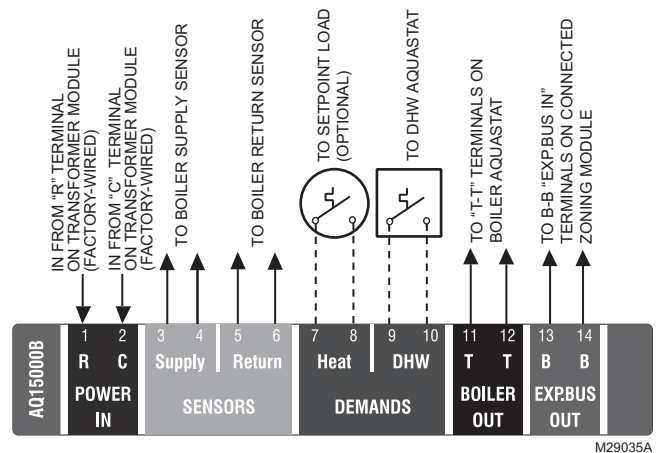 IN FROM “R” TERMINAL
ON TRANSFORMER MODULE
(FACTORY-WIRED)
IN FROM “C” TERMINAL
ON TRANSFORMER MODULE
(FACTORY-WIRED)
TO BOILER SUPPLY SENSOR
TO BOILER RETURN SENSOR
TO SETPOINT LOAD
(OPTIONAL)
TO DHW AQUASTAT
TO “T-T” TERMINALS ON
BOILER AQUASTAT
TO B-B “EXP.BUS IN”
TERMINALS ON CONNECTED
ZONING MODULE
AQ15000B
1 2 3 4 5 6 7 8 9 10 11 12 13 14
R C Supply Return Heat DHW T T B B
POWER IN
SENSORS
DEMANDS
BOILER OUT
EXP.BUS OUT
M29035A